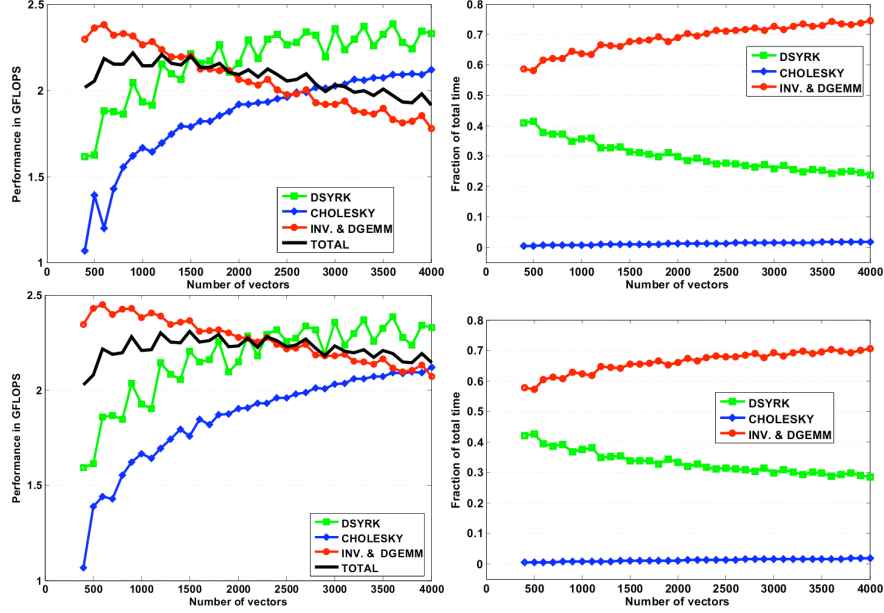 2.5
2
1.5
1
Performance in GFLOPS
0 500 1000 1500 2000 2500 3000 3500 4000
Number of vectors
DSYRK
CHOLESKY
INV. & DGEMM
TOTAL
0.8
0.7
0.6
0.5
0.4
0.3
0.2
0.1
0
Fraction of total time
0 500 1000 1500 2000 2500 3000 3500 4000
Number of vectors
DSYRK
CHOLESKY
INV. & DGEMM
2.5
2
1.5
1
Performance in GFLOPS
0 500 1000 1500 2000 2500 3000 3500 4000
Number of vectors
DSYRK
CHOLESKY
INV. & DGEMM
TOTAL
0.8
0.7
0.6
0.5
0.4
0.3
0.2
0.1
0
Fraction of total time
0 500 1000 1500 2000 2500 3000 3500 4000
Number of vectors
DSYRK
CHOLESKY
INV. & DGEMM